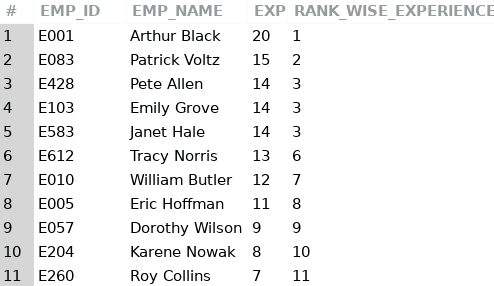 # EMP_ID EMP_NAME EXP RANK_WISE_EXPERIENCE
1 E001 Arthur Black 20 1
2 E083 Patrick Voltz 15 2
3 E428 Pete Allen 14 3
4 E103 Emily Grove 14 3
5 E583 Janet Hale 14 3
6 E612 Tracy Norris 13 6
7 E010 William Butler 12 7
8 E005 Eric Hoffman 11 8
9 E057 Dorothy Wilson 9 9
10 E204 Karene Nowak 8 10
11 E260 Roy Collins 7 11